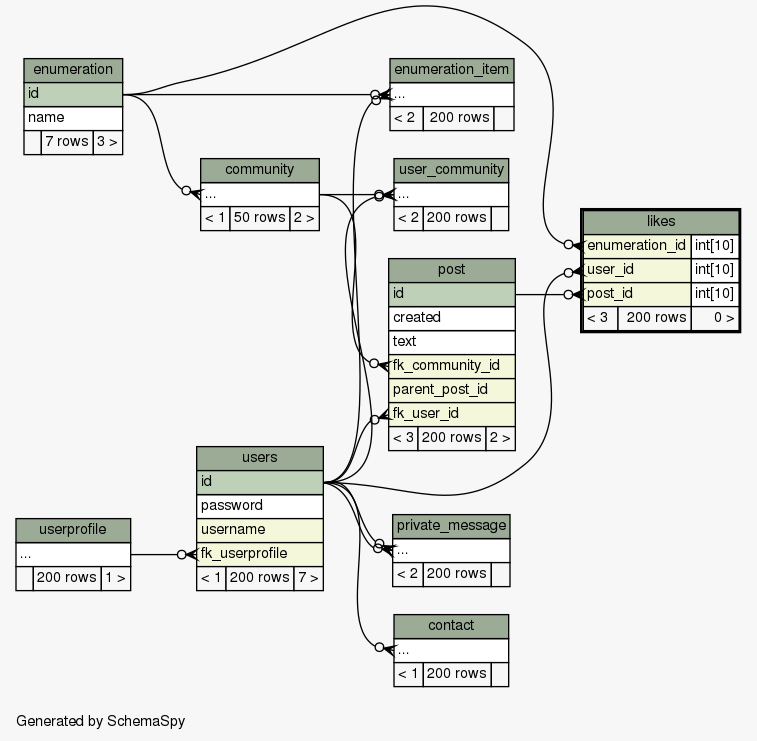 enumeration
id
name
7 rows 3 >
enumeration_item
...
< 2 200 rows
community
...
< 1 50 rows 2 >
user_community
...
< 2 200 rows
likes
enumeration_id int[10]
user_id int[10]
post_id int[10]
< 3 200 rows 0 >
post
id
created
text
fk_community_id
parent_post_id
fk_user_id
< 3 200 rows 2 >
users
id
password
username
fk_userprofile
< 1 200 rows 7 >
userprofile
...
200 rows 1 >
private_message
...
< 2 200 rows
contact
...
< 1 200 rows
Generated by SchemaSpy